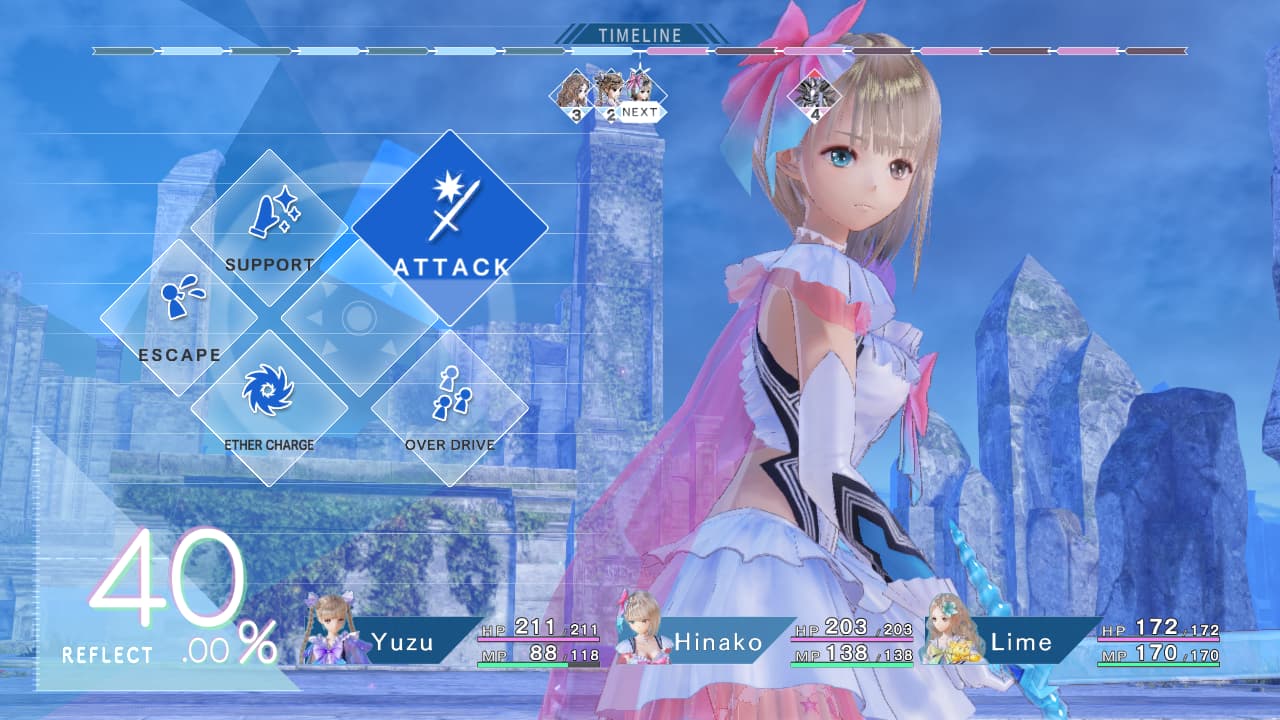 TIMELINE
3
2
NEXT
4
SUPPORT
ATTACK
ESCAPE
ETHER CHARGE
OVER DRIVE
40.00%
REFLECT
Yuzu
HP 211/211
MP 88/118
Hinako
HP 203/203
MP 138/138
Lime
HP 172/172
MP 170/170